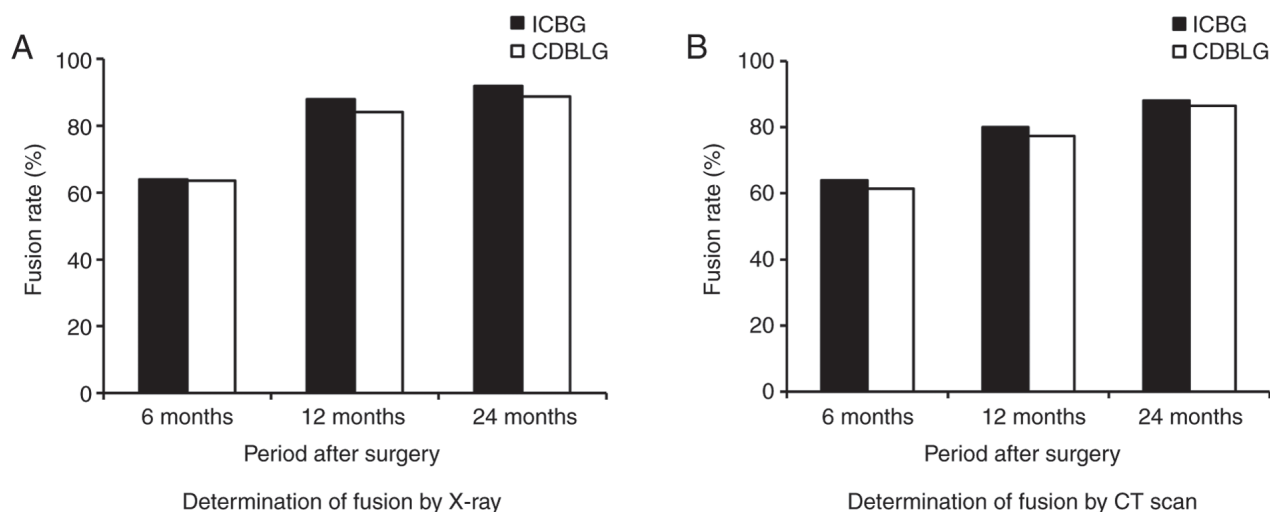 A
ICBG
CDBLG
100
80
60
40
20
0
Fusion rate (%)
6 months
12 months
24 months
Period after surgery
Determination of fusion by X-ray
B
ICBG
CDBLG
100
80
60
40
20
0
Fusion rate (%)
6 months
12 months
24 months
Period after surgery
Determination of fusion by CT scan